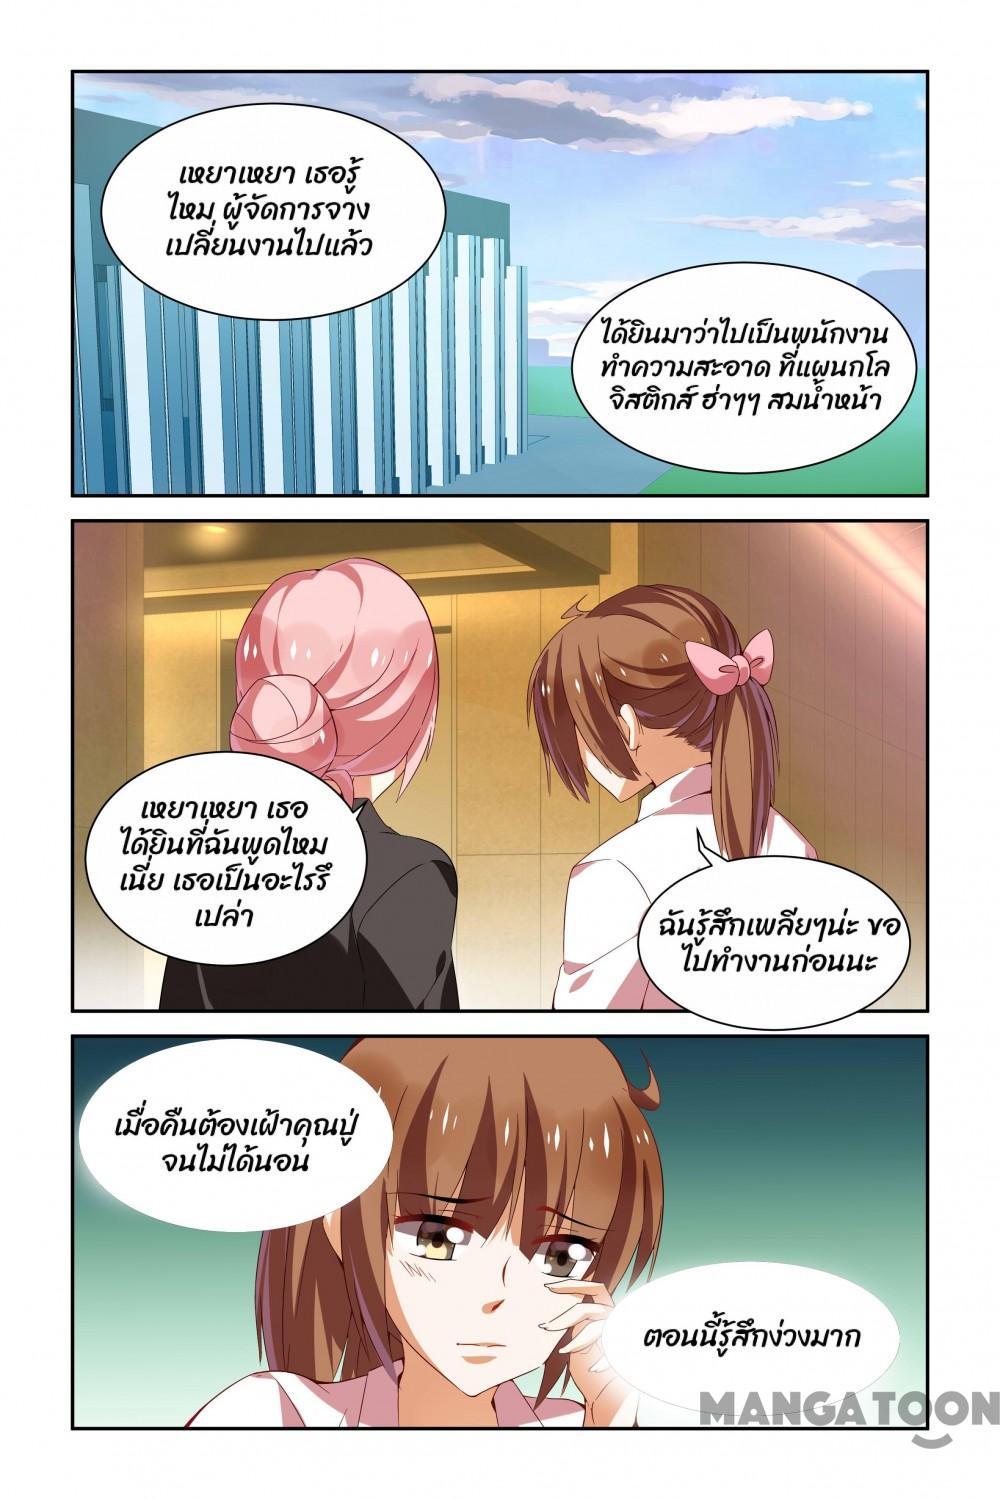 เหยาเหยา เธอรู้
ไหม ผู้จัดการจาง
เปลี่ยนงานไปแล้ว
ได้ยินมาว่าไปเป็นพนักงาน
ทำความสะอาด ที่แผนกโล
จิสติกส์ ฮ่าๆๆ สมน้ำหน้า
เหยาเหยา เธอ
ได้ยินที่ฉันพูดไหม
เนี่ย เธอเป็นอะไรรึ
เปล่า
ฉันรู้สึกเพลียๆน่ะ ขอ
ไปทำงานก่อนนะ
เมื่อคืนต้องเฝ้าคุณปู่
จนไม่ได้นอน
ตอนนี้รู้สึกง่วงมาก
MANGATOON